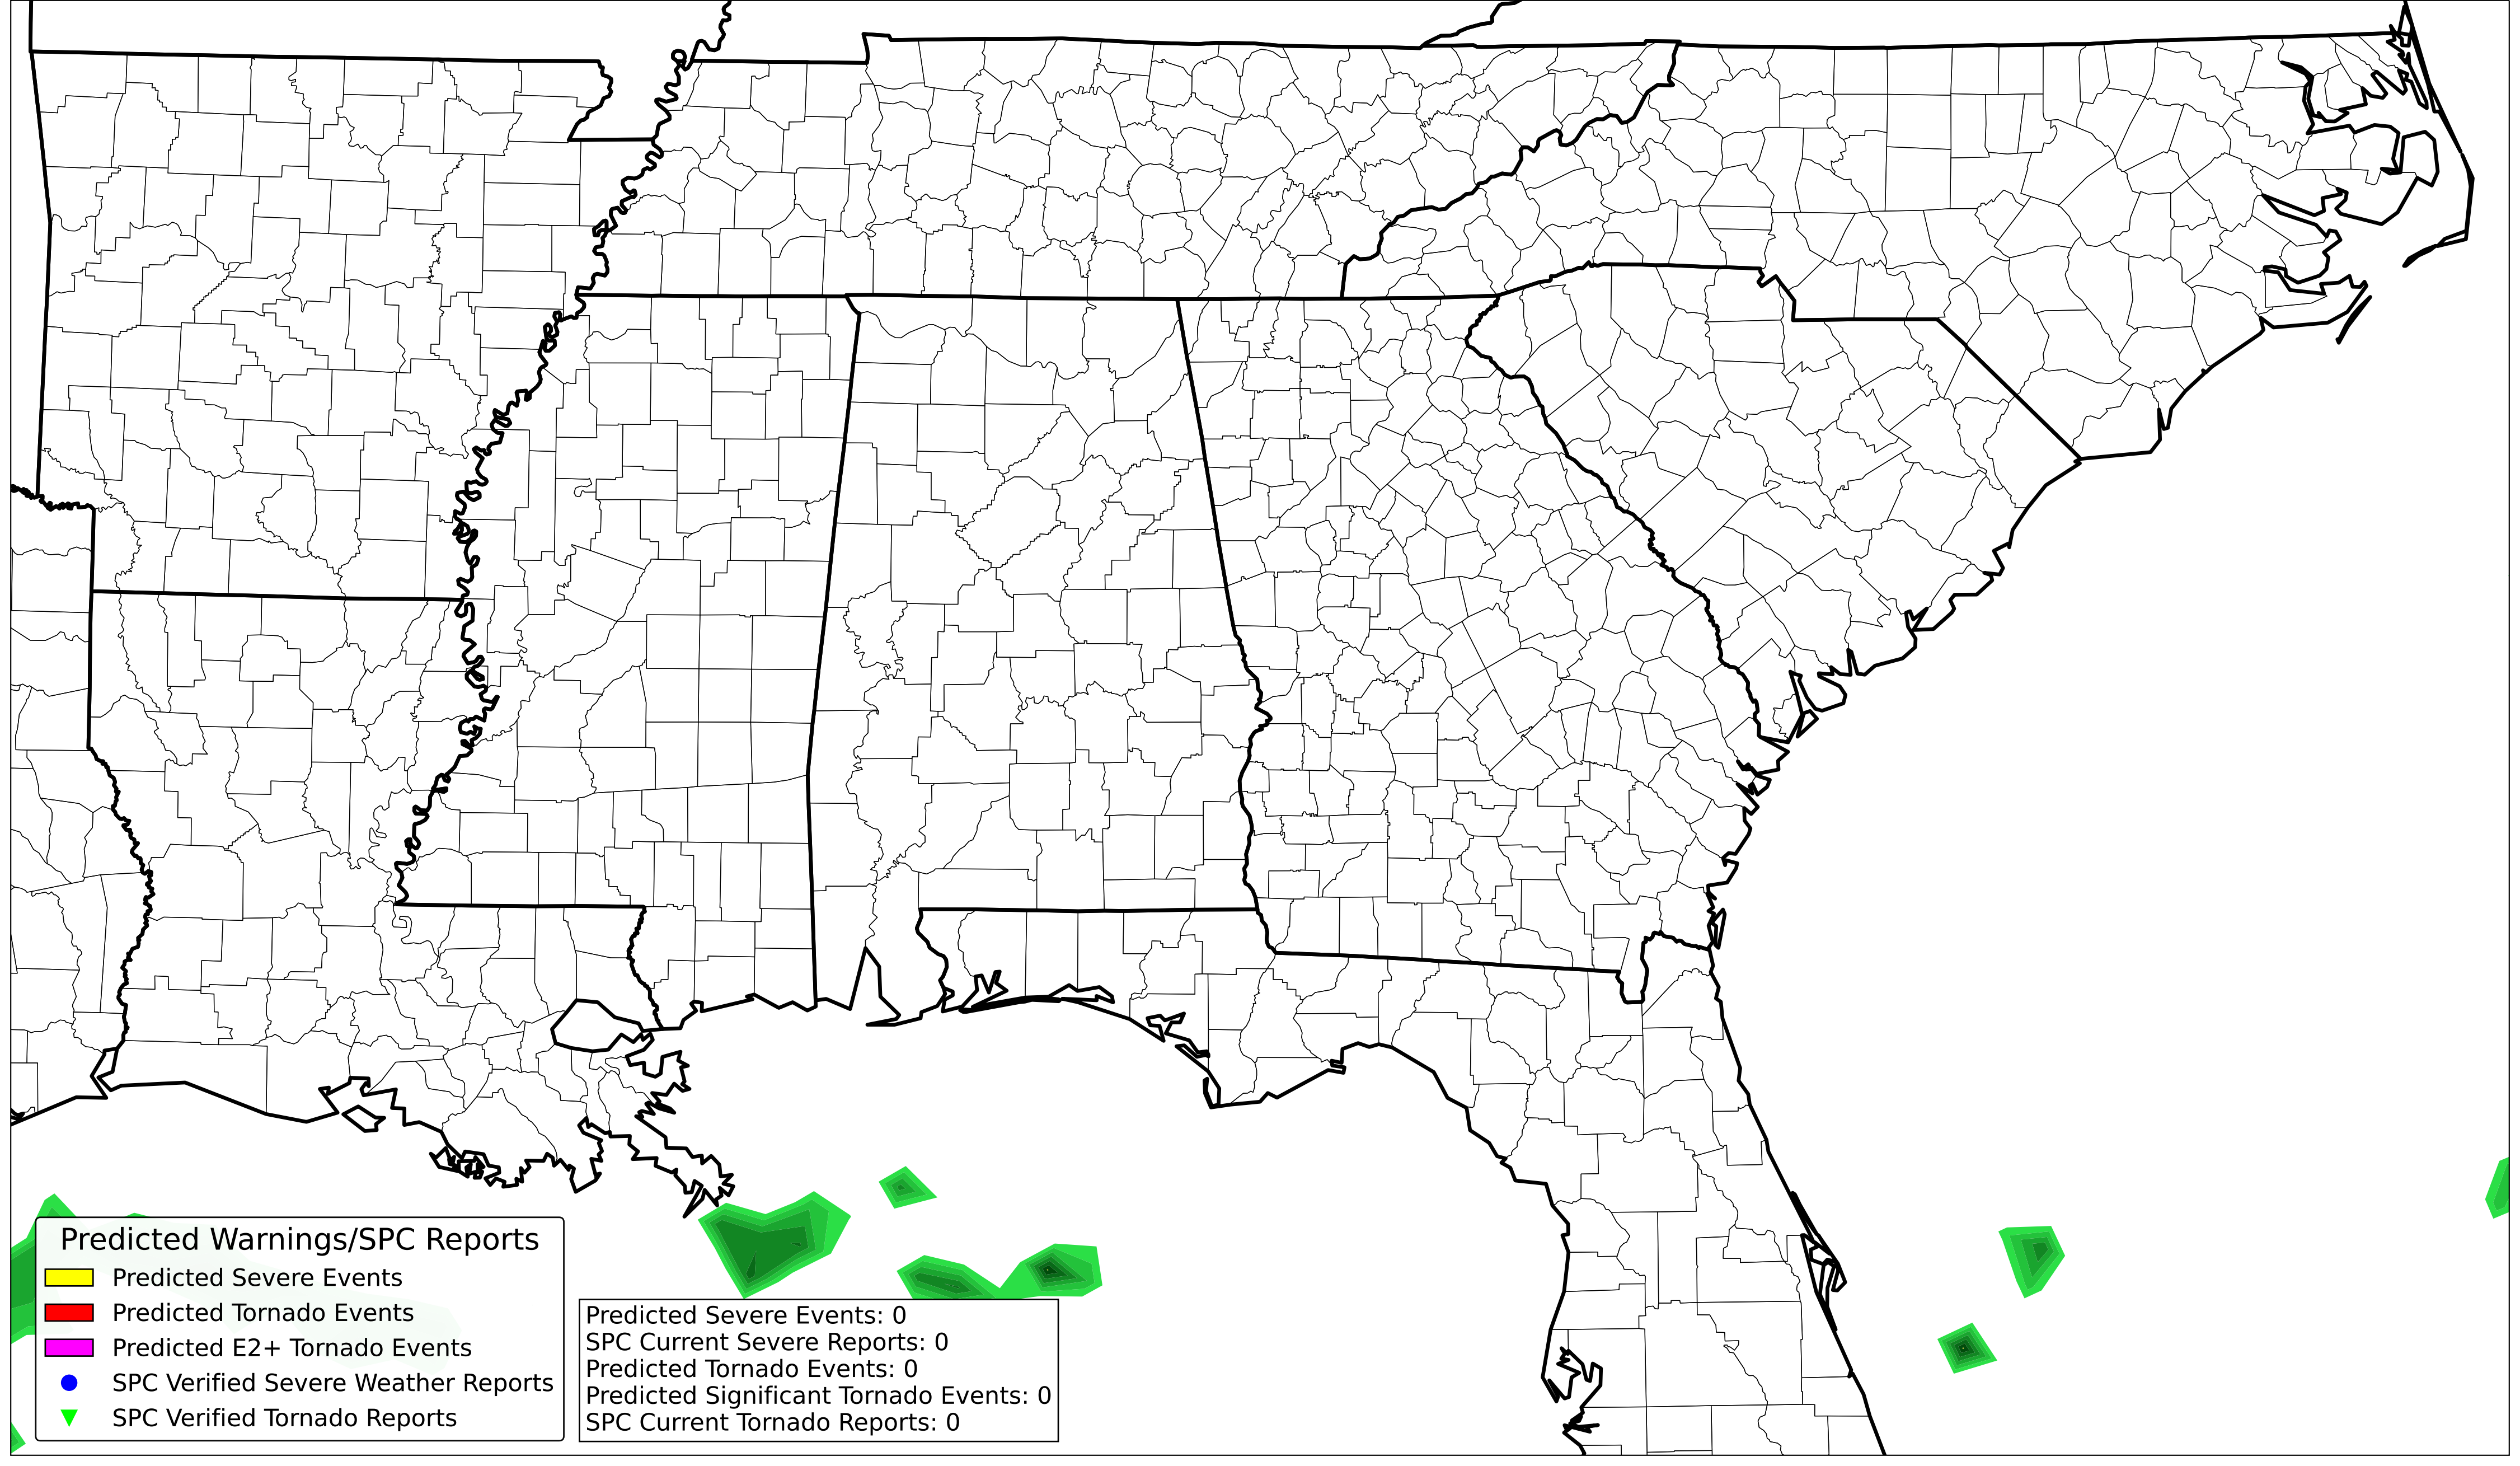 Predicted Warnings/SPC Reports
Predicted Severe Events
Predicted Tornado Events
Predicted E2+ Tornado Events
SPC Verified Severe Weather Reports
SPC Verified Tornado Reports
Predicted Severe Events: 0
SPC Current Severe Reports: 0
Predicted Tornado Events: 0
Predicted Significant Tornado Events: 0
SPC Current Tornado Reports: 0